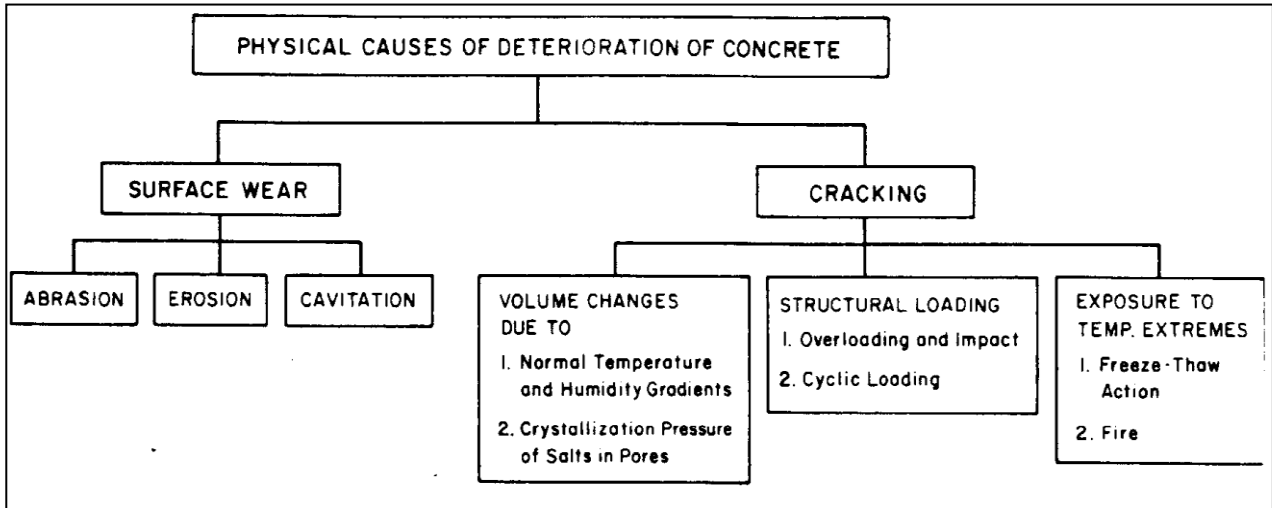 PHYSICAL CAUSES OF DETERIORATION OF CONCRETE
SURFACE WEAR
CRACKING
ABRASION
EROSION
CAVITATION
VOLUME CHANGES
DUE TO
1. Normal Temperature
and Humidity Gradients
2. Crystallization Pressure
of Salts in Pores
STRUCTURAL LOADING
1. Overloading and Impact
2. Cyclic Loading
EXPOSURE TO
TEMP. EXTREMES
1. Freeze-Thaw
Action
2. Fire